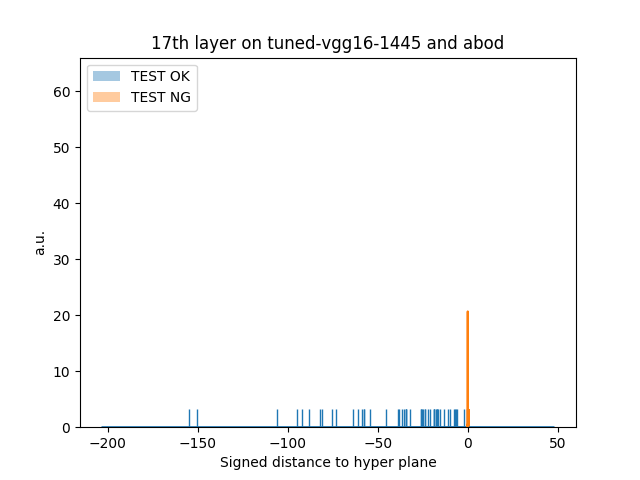 17th layer on tuned-vgg16-1445 and abod
TEST OK
TEST NG
60
50
40
30
20
10
0
a.u.
−200
−150
−100
−50
0
50
Signed distance to hyper plane